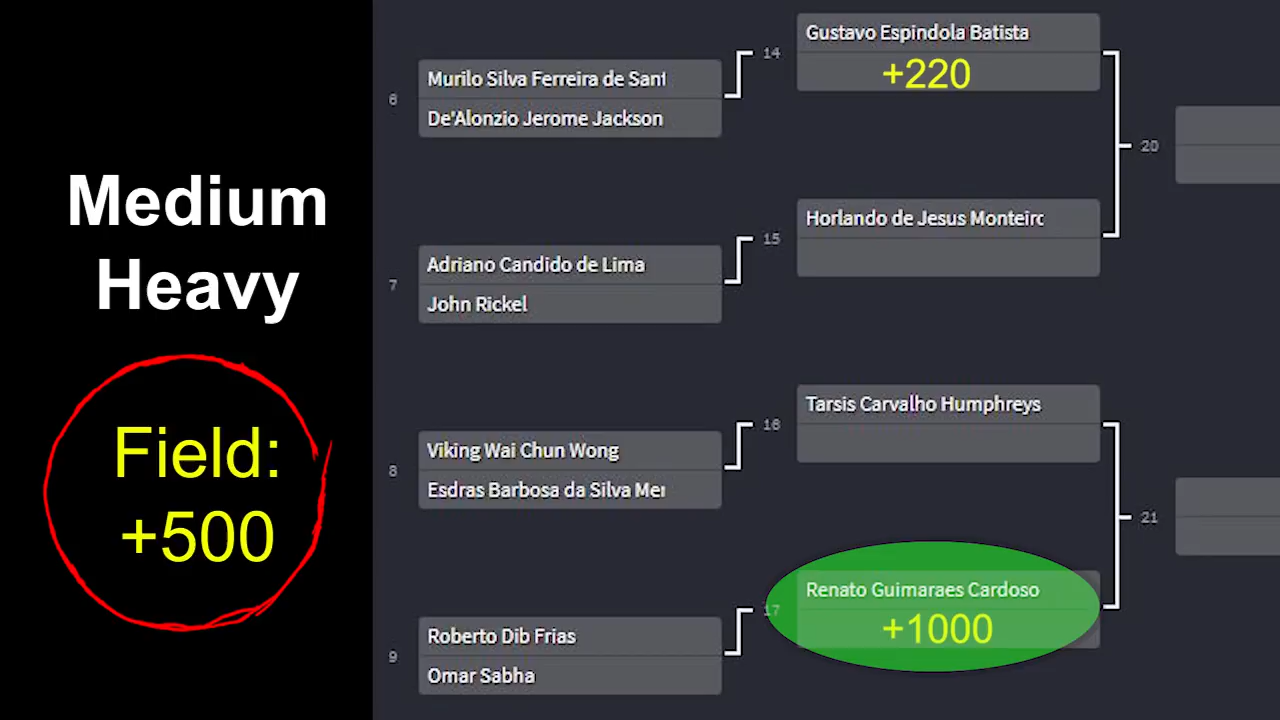 Medium
Heavy
Field:
+500
6
Murilo Silva Ferreira de Sant
De'Alonzio Jerome Jackson
7
Adriano Candido de Lima
John Rickel
8
Viking Wai Chun Wong
Esdras Barbosa da Silva Mer
9
Roberto Dib Frias
Omar Sabha
14
Gustavo Espindola Batista
+220
15
Horlando de Jesus Monteiro
16
Tarsis Carvalho Humphreys
17
Renato Guimaraes Cardoso
+1000
20
21